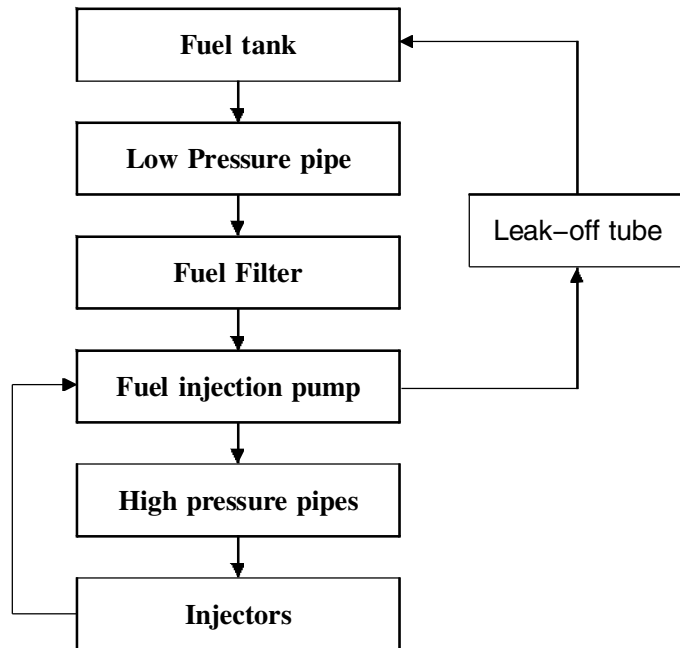 Fuel tank
Low Pressure pipe
Leak−off tube
Fuel Filter
Fuel injection pump
High pressure pipes
Injectors